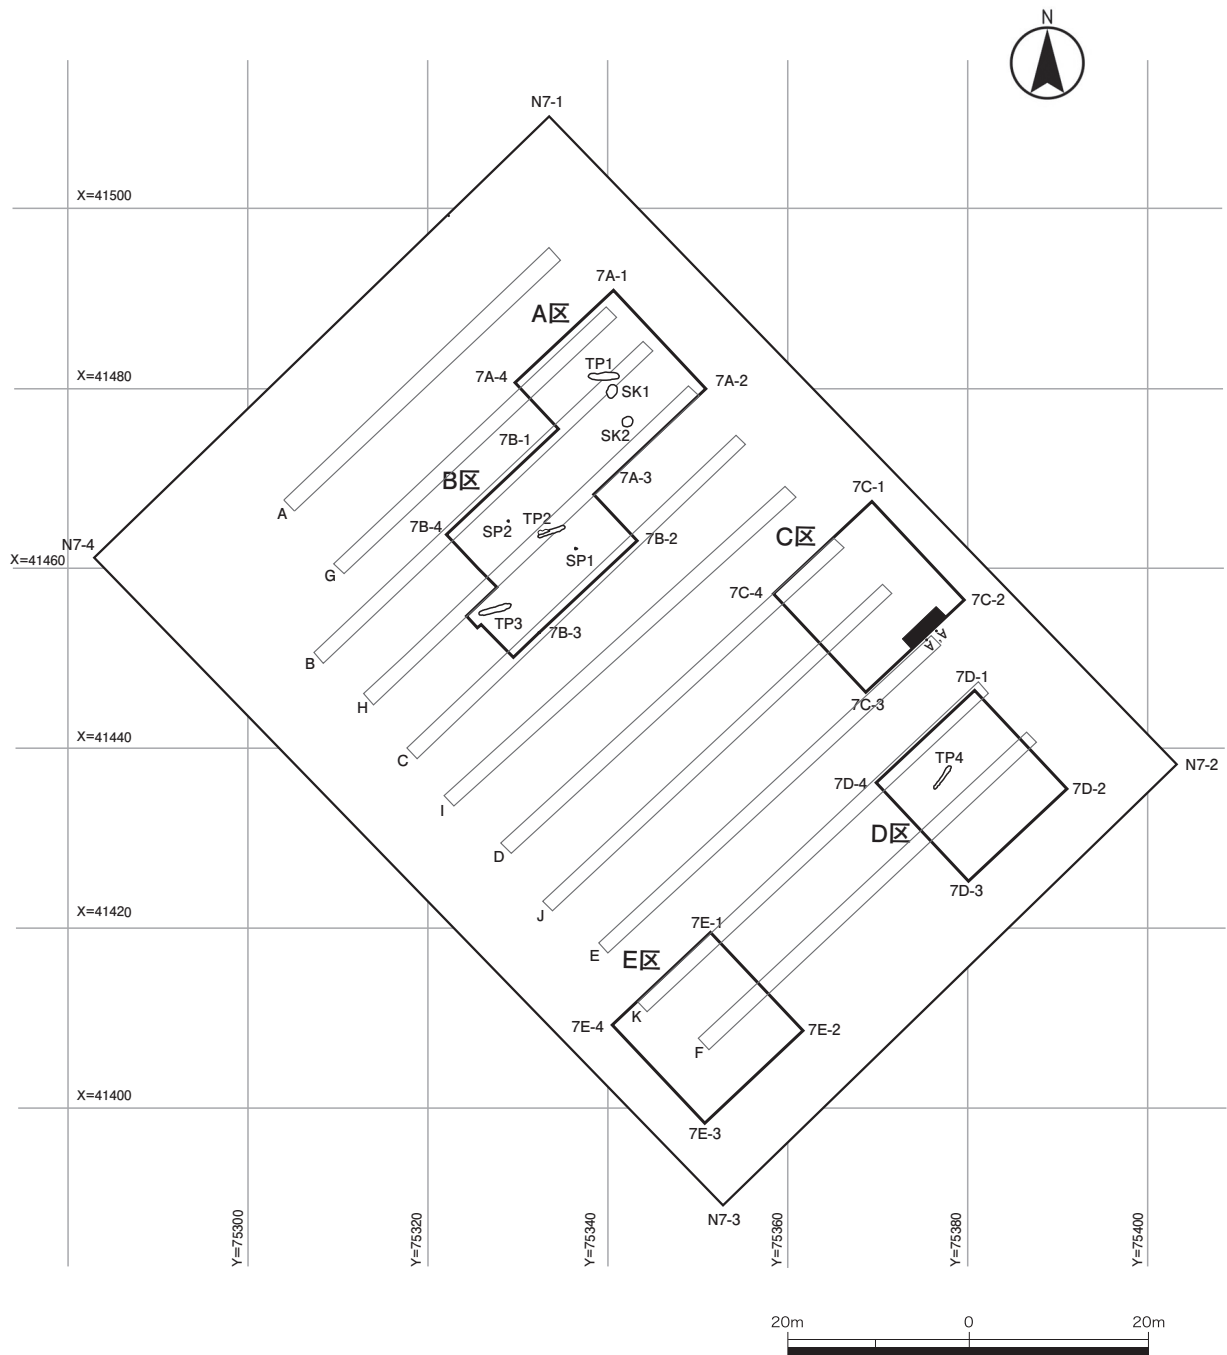 N
N7-1
X=41500
7A-1
A区
TP1
7A-4
7A-2
SK1
X=41480
SK2
7B-1
B区
7A-3
7C-1
A
7B-4
SP2
TP2
7B-2
C区
N7-4
X=41460
SP1
G
7C-4
7C-2
TP3
7B-3
A'
A
B
7D-1
H
7C-3
X=41440
C
TP4
N7-2
7D-4
7D-2
I
D区
D
7D-3
J
X=41420
7E-1
E
E区
K
7E-4
7E-2
F
X=41400
7E-3
N7-3
Y=75300
Y=75320
Y=75340
Y=75360
Y=75380
Y=75400
20m
0
20m